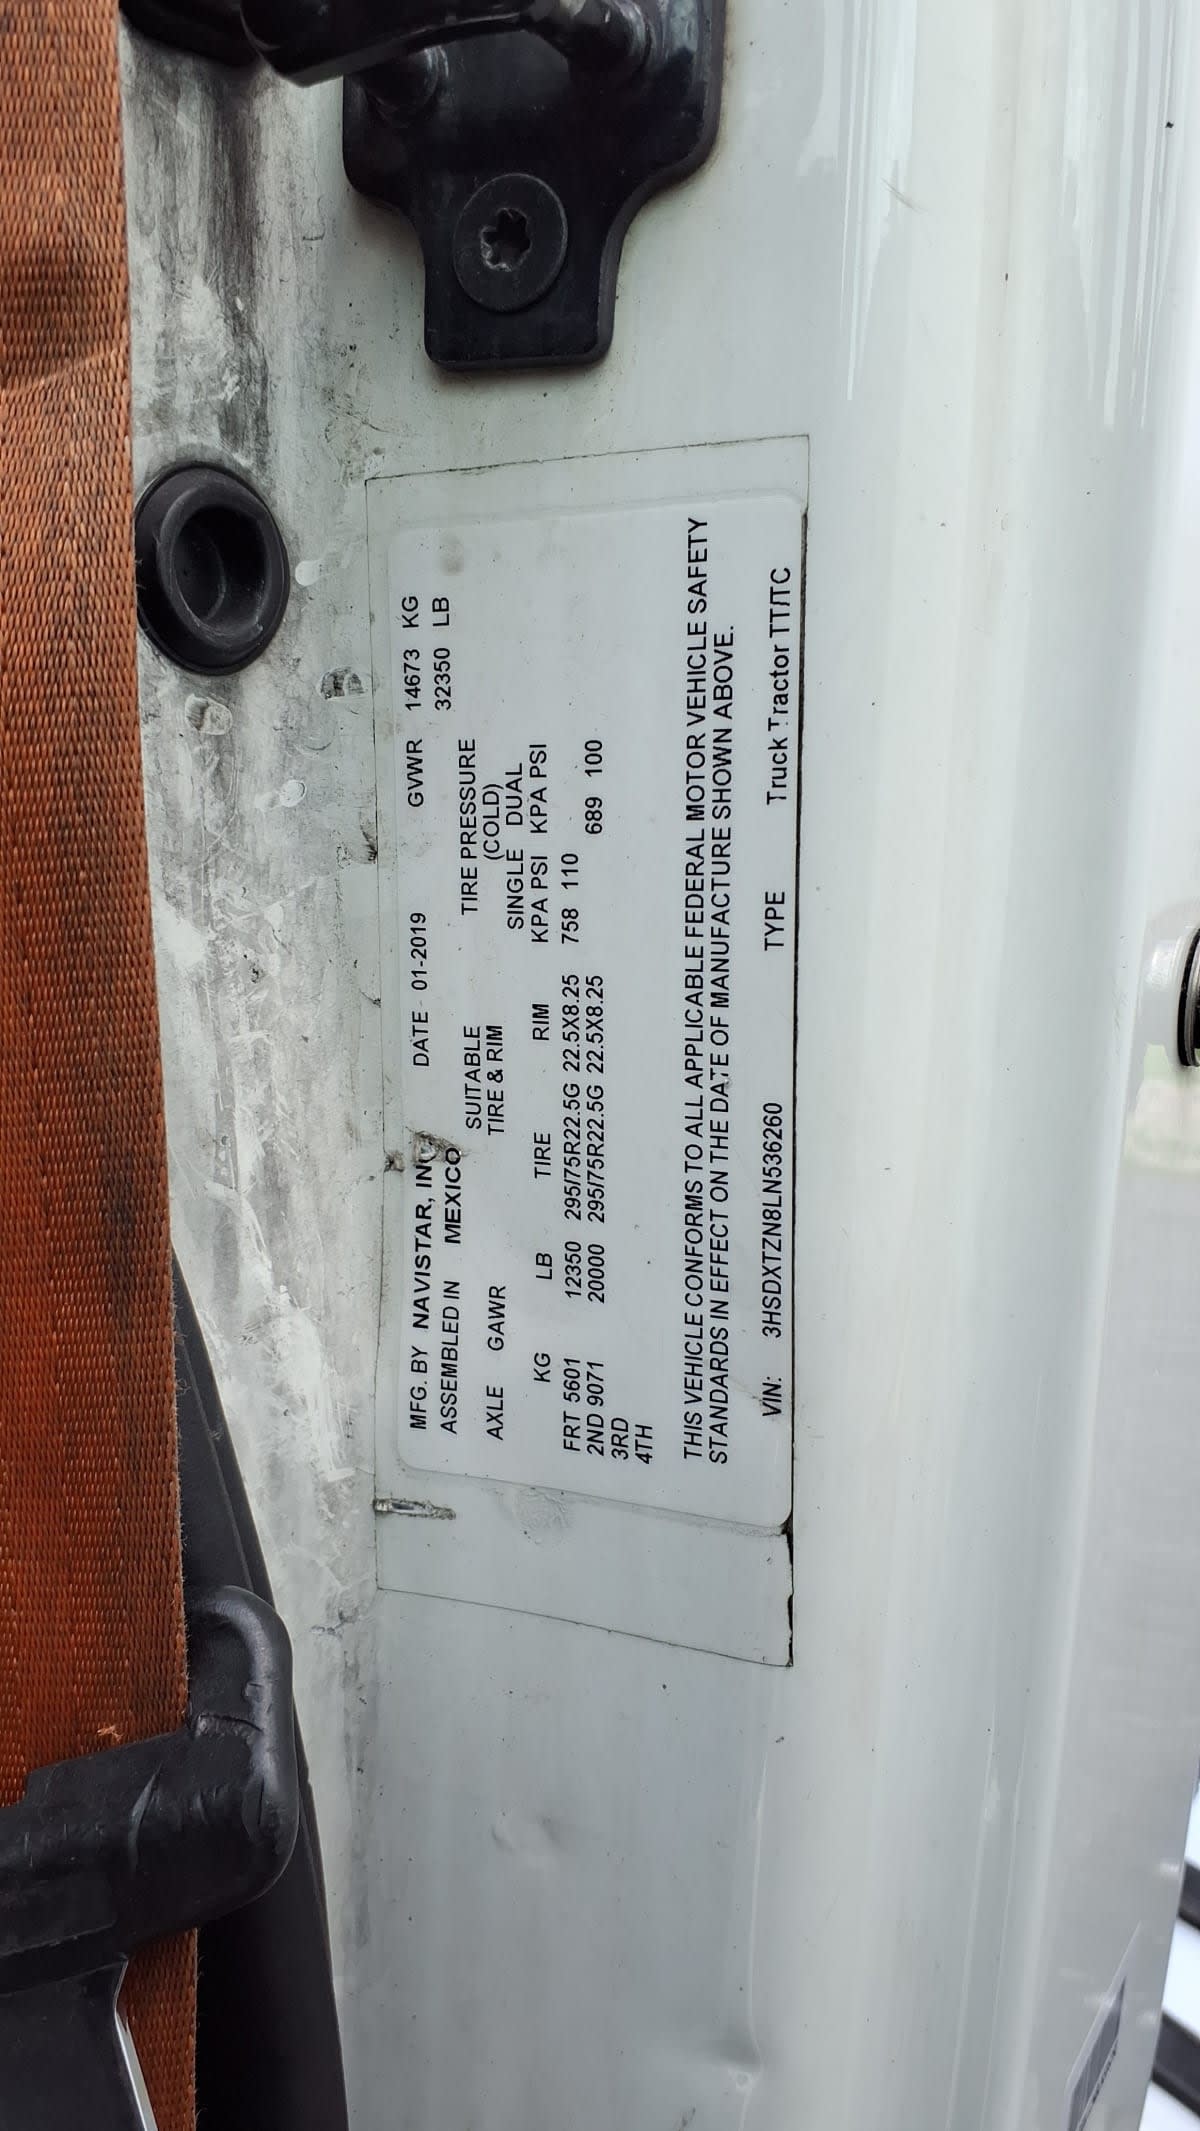 MFG. BY NAVISTAR, INC DATE 01-2019 GVWR 14673 KG
ASSEMBLED IN MEXICO 32350 LB
SUITABLE TIRE PRESSURE
AXLE GAWR TIRE & RIM (COLD)
SINGLE DUAL
KG LB TIRE RIM KPA PSI KPA PSI
FRT 5601 12350 295/75R22.5G 22.5X8.25 758 110
2ND 9071 20000 295/75R22.5G 22.5X8.25 689 100
3RD
4TH
THIS VEHICLE CONFORMS TO ALL APPLICABLE FEDERAL MOTOR VEHICLE SAFETY
STANDARDS IN EFFECT ON THE DATE OF MANUFACTURE SHOWN ABOVE.
VIN: 3HSDXTZN8LN536260 TYPE Truck Tractor TT/TC